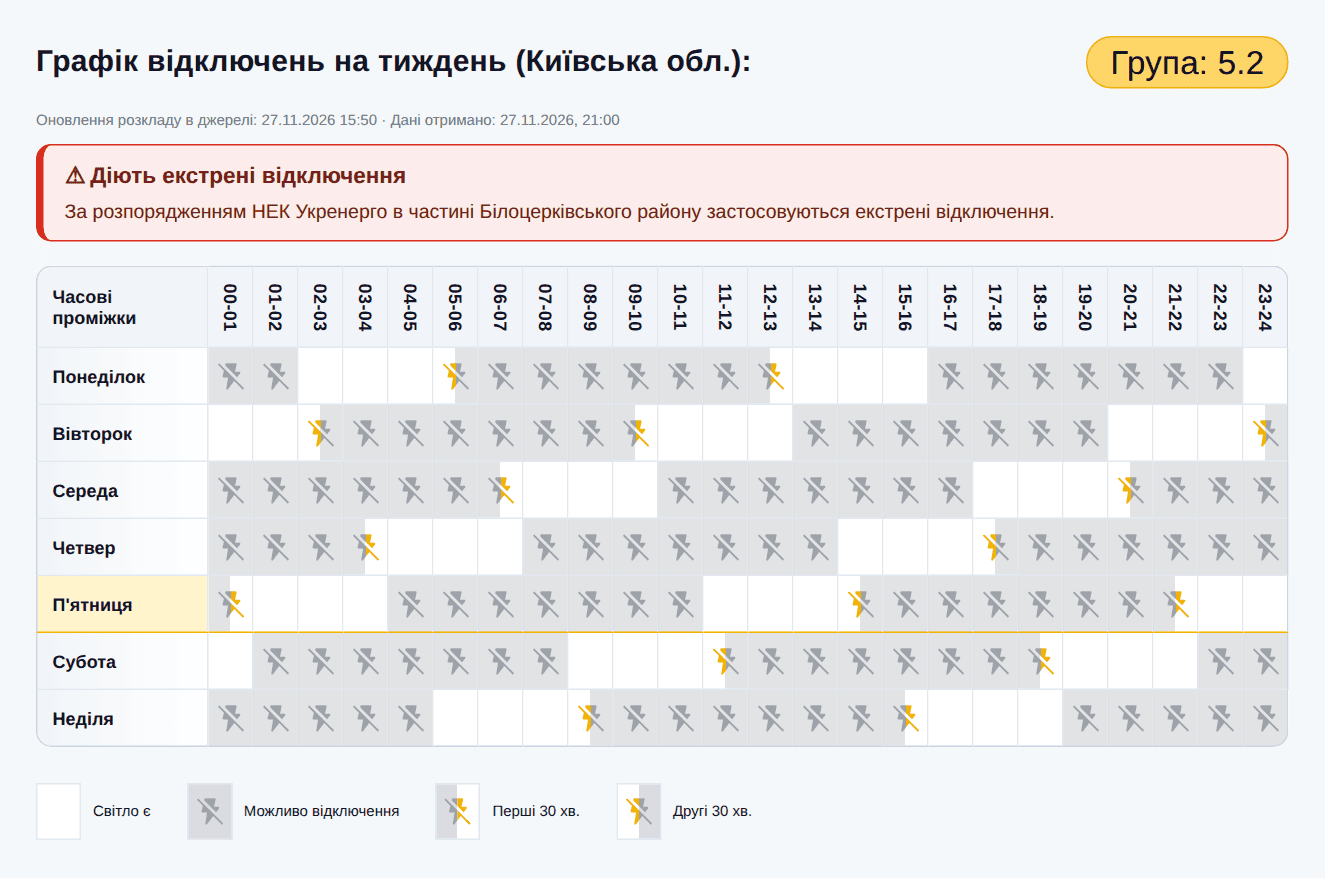 Графік відключень на тиждень (Київська обл.):
Група: 5.2
Оновлення розкладу в джерелі: 27.11.2026 15:50 · Дані отримано: 27.11.2026, 21:00
⚠ Діють екстрені відключення
За розпорядженням НЕК Укренерго в частині Білоцерківського району застосовуються екстрені відключення.
Часові
проміжки
00-01 01-02 02-03 03-04 04-05 05-06 06-07 07-08 08-09 09-10 10-11 11-12 12-13 13-14 14-15 15-16 16-17 17-18 18-19 19-20 20-21 21-22 22-23 23-24
Понеділок
Вівторок
Середа
Четвер
П'ятниця
Субота
Неділя
Світло є
Можливо відключення
Перші 30 хв.
Другі 30 хв.